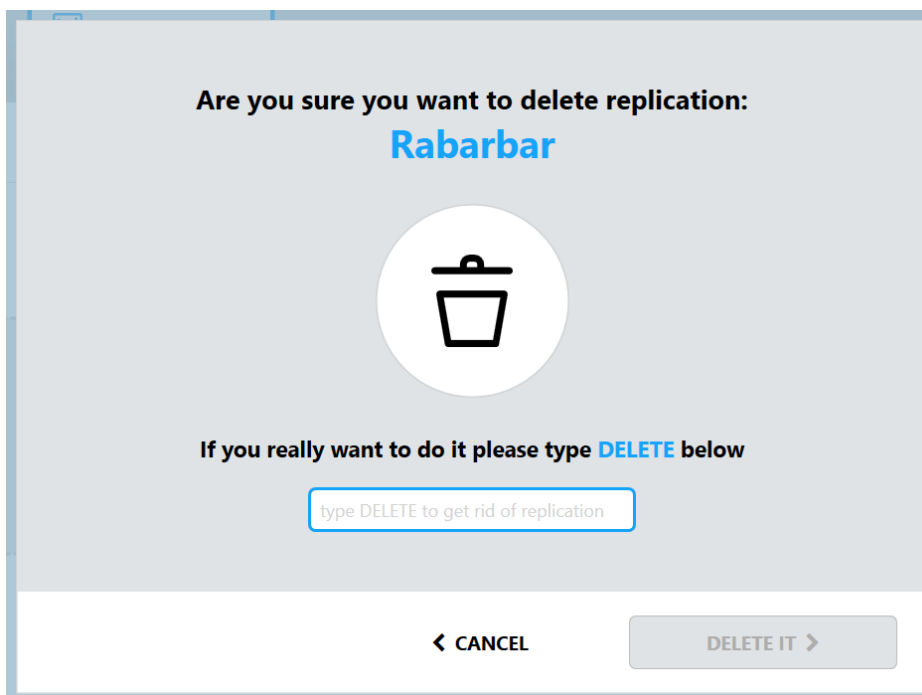 Are you sure you want to delete replication:
Rabarbar
If you really want to do it please type DELETE below
type DELETE to get rid of replication
CANCEL
DELETE IT